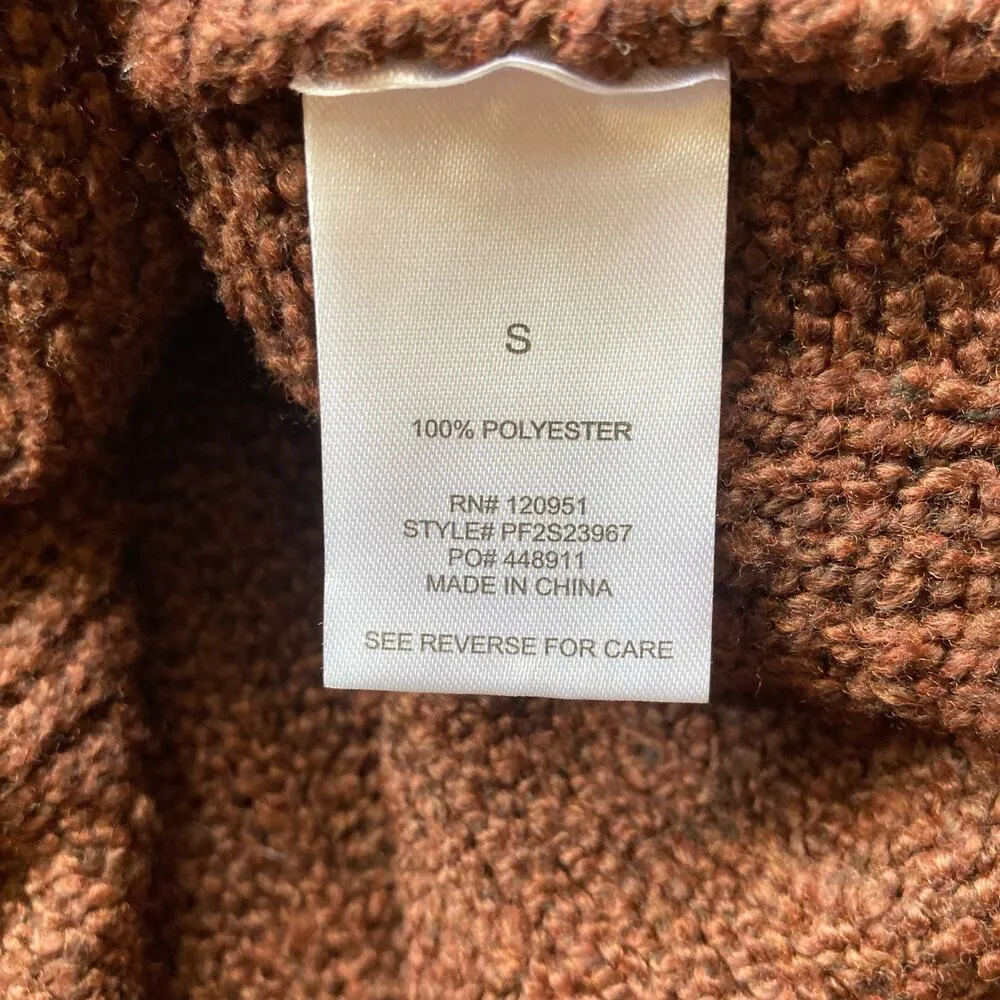 S
100% POLYESTER
RN# 120951
STYLE# PF2S23967
PO# 448911
MADE IN CHINA
SEE REVERSE FOR CARE